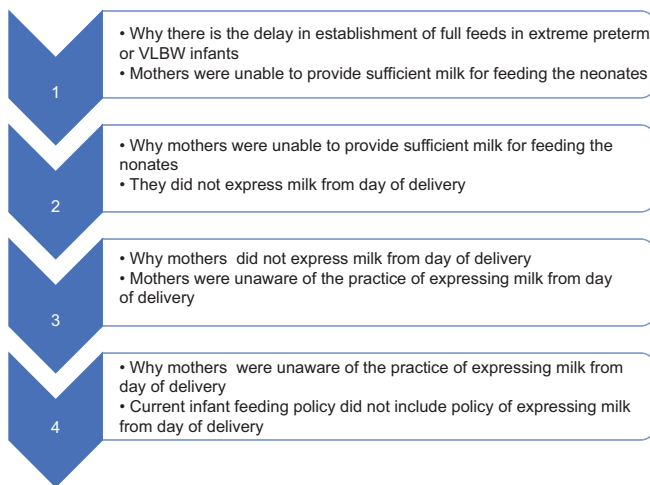 • Why there is the delay in establishment of full feeds in extreme preterm
or VLBW infants
• Mothers were unable to provide sufficient milk for feeding the neonates
1
• Why mothers were unable to provide sufficient milk for feeding the
nonates
• They did not express milk from day of delivery
2
• Why mothers did not express milk from day of delivery
• Mothers were unaware of the practice of expressing milk from day
of delivery
3
• Why mothers were unaware of the practice of expressing milk from
day of delivery
• Current infant feeding policy did not include policy of expressing milk
from day of delivery
4